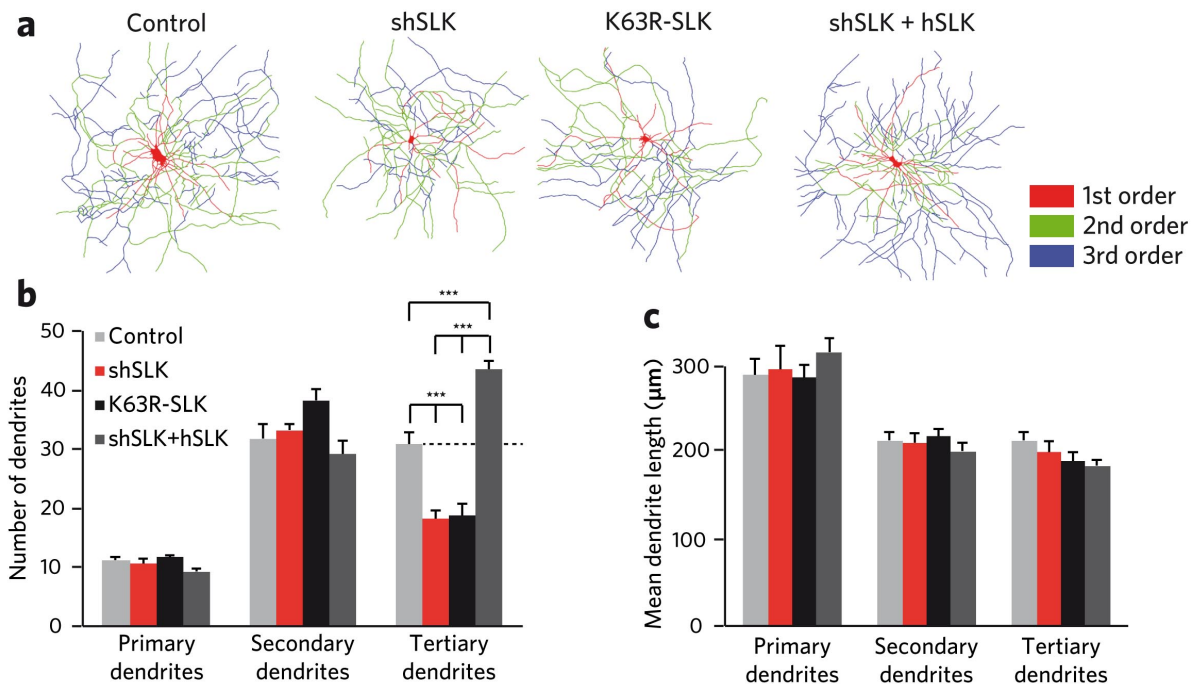 a
Control
shSLK
K63R-SLK
shSLK + hSLK
1st order
2nd order
3rd order
b
Number of dendrites
50
40
30
20
10
0
Control
shSLK
K63R-SLK
shSLK+hSLK
***
***
***
Primary
dendrites
Secondary
dendrites
Tertiary
dendrites
c
Mean dendrite length (μm)
300
200
100
0
Primary
dendrites
Secondary
dendrites
Tertiary
dendrites